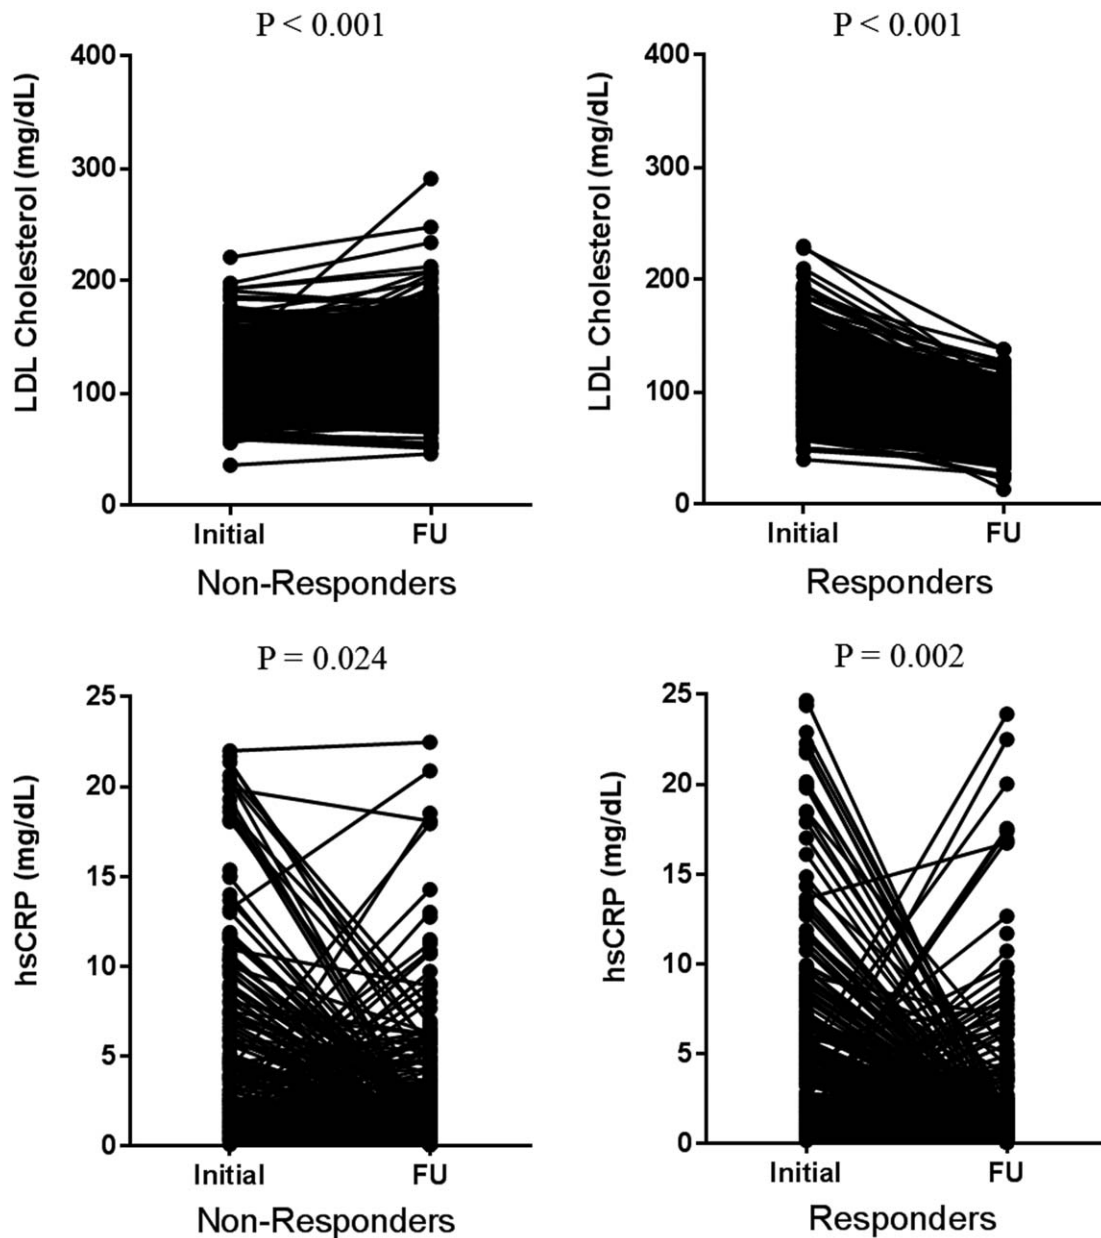 P < 0.001
LDL Cholesterol (mg/dL)
400
300
200
100
0
Initial FU
Non-Responders
P < 0.001
LDL Cholesterol (mg/dL)
400
300
200
100
0
Initial FU
Responders
P = 0.024
hsCRP (mg/dL)
25
20
15
10
5
0
Initial FU
Non-Responders
P = 0.002
hsCRP (mg/dL)
25
20
15
10
5
0
Initial FU
Responders